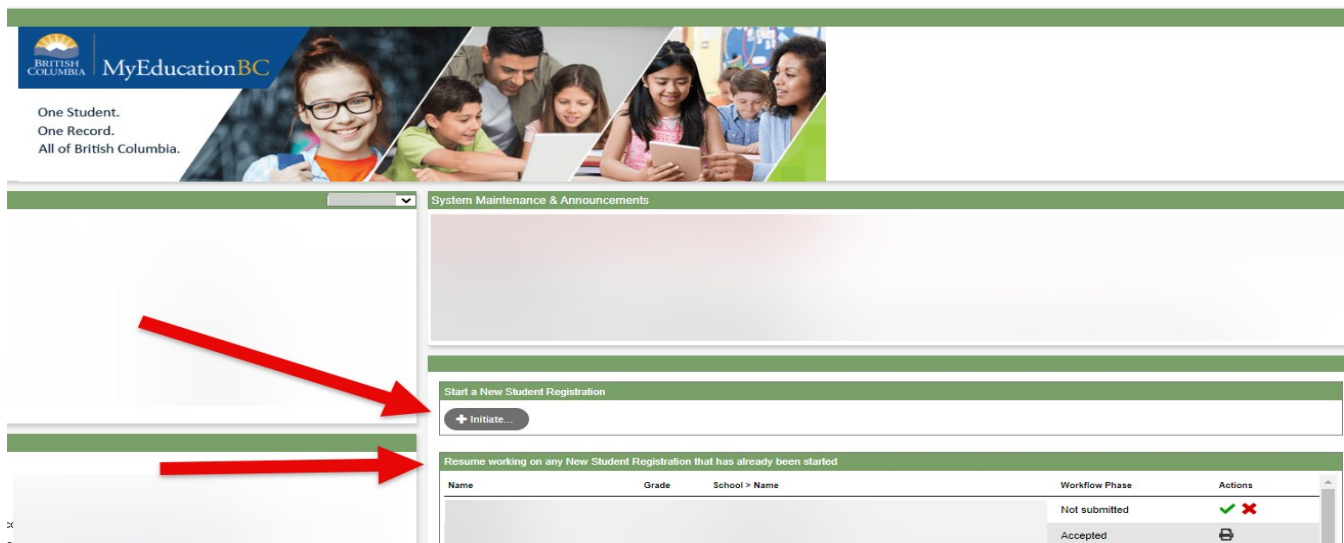 BRITISH
COLUMBIA
MyEducationBC
One Student.
One Record.
All of British Columbia.
System Maintenance & Announcements
Start a New Student Registration
+ Initiate...
Resume working on any New Student Registration that has already been started
Name Grade School > Name Workflow Phase Actions
Not submitted
Accepted